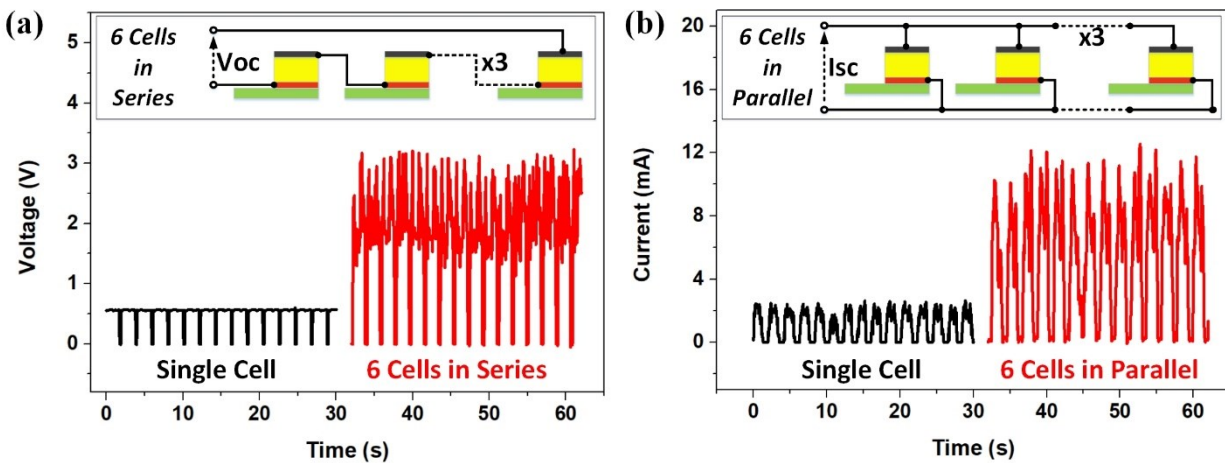 (a)
6 Cells
in
Series
Voc
x3
5
4
3
2
1
0
Voltage (V)
Single Cell
6 Cells in Series
0 10 20 30 40 50 60
Time (s)
(b)
6 Cells
in
Parallel
Isc
x3
20
16
12
8
4
0
Current (mA)
Single Cell
6 Cells in Parallel
0 10 20 30 40 50 60
Time (s)